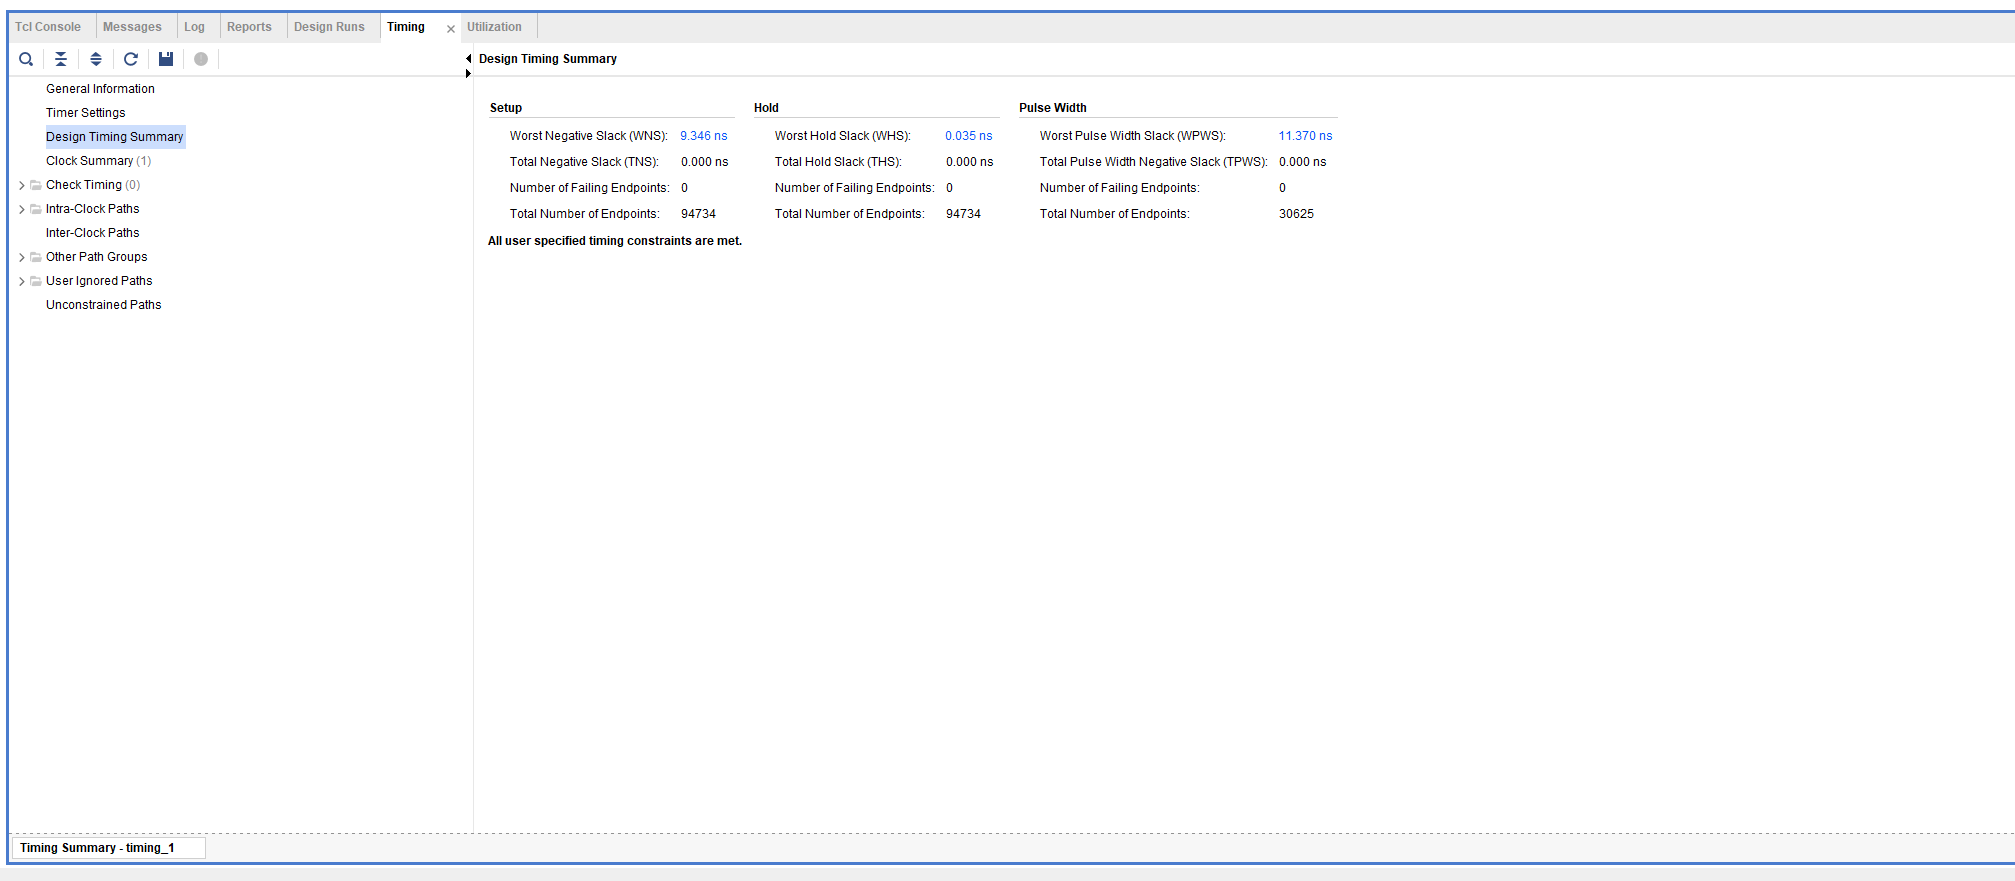 Tcl Console Messages Log Reports Design Runs Timing Utilization
Design Timing Summary
General Information
Timer Settings
Design Timing Summary
Clock Summary (1)
Check Timing (0)
Intra-Clock Paths
Inter-Clock Paths
Other Path Groups
User Ignored Paths
Unconstrained Paths
Setup Hold Pulse Width
Worst Negative Slack (WNS): 9.346 ns Worst Hold Slack (WHS): 0.035 ns Worst Pulse Width Slack (WPWS): 11.370 ns
Total Negative Slack (TNS): 0.000 ns Total Hold Slack (THS): 0.000 ns Total Pulse Width Negative Slack (TPWS): 0.000 ns
Number of Failing Endpoints: 0 Number of Failing Endpoints: 0 Number of Failing Endpoints: 0
Total Number of Endpoints: 94734 Total Number of Endpoints: 94734 Total Number of Endpoints: 30625
All user specified timing constraints are met.
Timing Summary - timing_1